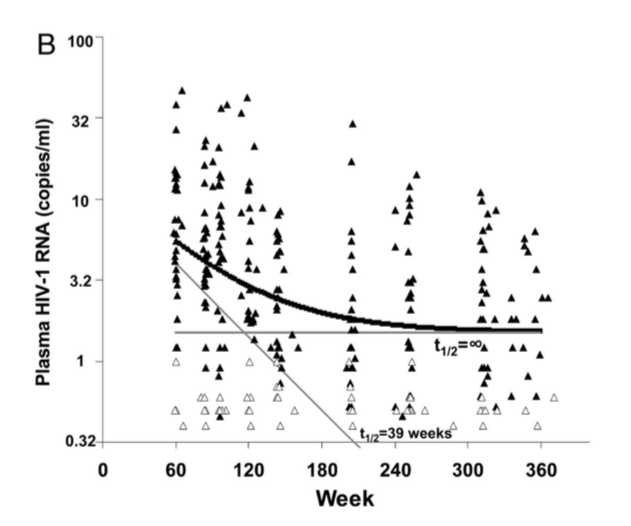 B
100
32
10
3.2
1
0.32
Plasma HIV-1 RNA (copies/ml)
t1/2=∞
t1/2=39 weeks
0 60 120 180 240 300 360
Week